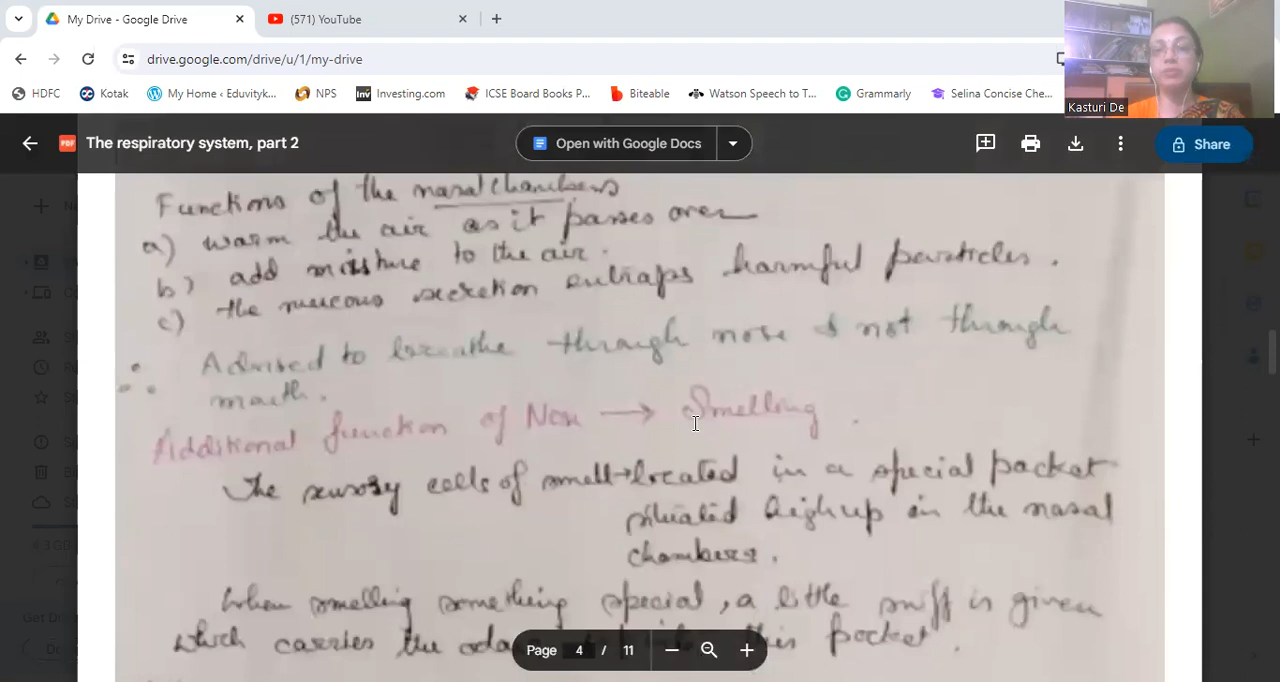 My Drive - Google Drive
(571) YouTube
drive.google.com/drive/u/1/my-drive
HDFC
Kotak
My Home ‹ Eduvityk...
NPS
Investing.com
ICSE Board Books P...
Biteable
Watson Speech to T...
Grammarly
Selina Concise Che...
Kasturi De
PDF
The respiratory system, part 2
Open with Google Docs
Share
Functions of the nasal chambers
a) warm the air as it passes over
b) add moisture to the air.
c) the mucous secretion entraps harmful particles.
∴ Advised to breathe through nose & not through
mouth.
Additional function of Nose → Smelling.
The sensory cells of smell → located in a special pocket
situated high up in the nasal
chambers.
When smelling something special, a little sniff is given
which carries the this pocket.
Page 4 / 11